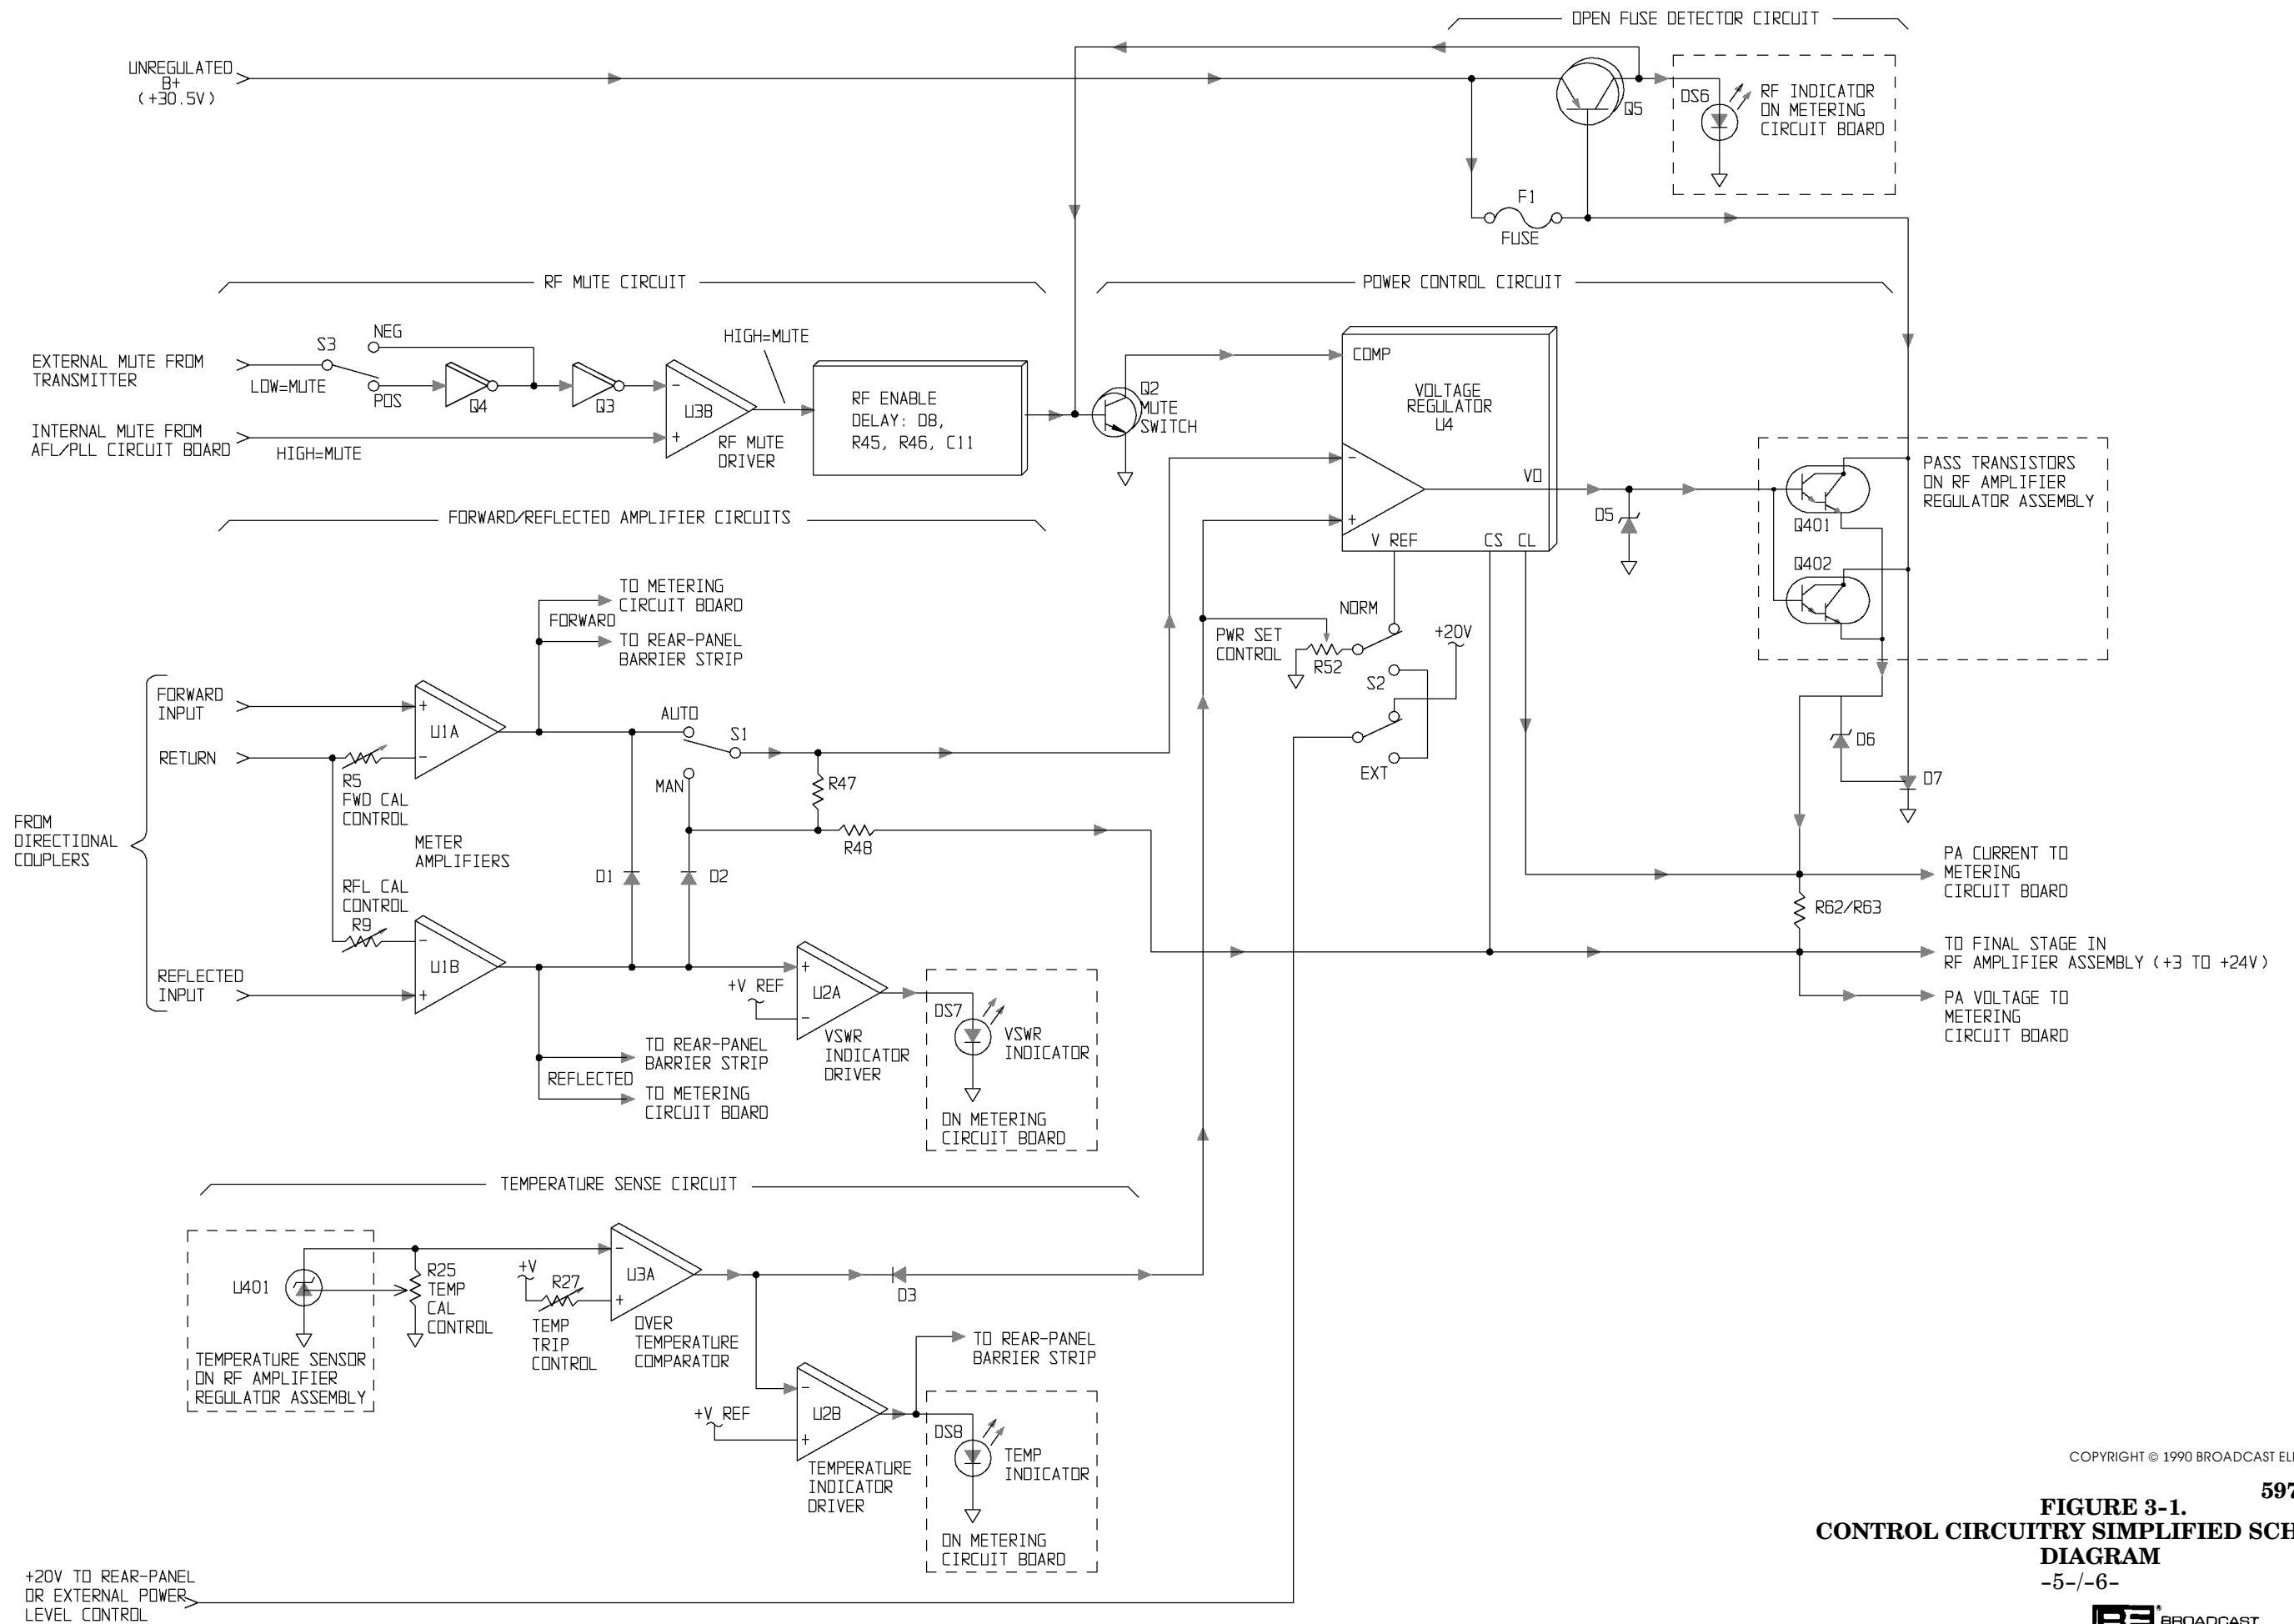 OPEN FUSE DETECTOR CIRCUIT
UNREGULATED
B+
(+30.5V)
Q5
DS6
RF INDICATOR
ON METERING
CIRCUIT BOARD
F1
FUSE
RF MUTE CIRCUIT
POWER CONTROL CIRCUIT
EXTERNAL MUTE FROM
TRANSMITTER
LOW=MUTE
S3
NEG
POS
Q4
Q3
INTERNAL MUTE FROM
AFL/PLL CIRCUIT BOARD
HIGH=MUTE
-
+
U3B
RF MUTE
DRIVER
HIGH=MUTE
RF ENABLE
DELAY: D8,
R45, R46, C11
Q2
MUTE
SWITCH
COMP
VOLTAGE
REGULATOR
U4
-
+
VO
V REF
CS
CL
D5
Q401
Q402
PASS TRANSISTORS
ON RF AMPLIFIER
REGULATOR ASSEMBLY
FORWARD/REFLECTED AMPLIFIER CIRCUITS
TO METERING
CIRCUIT BOARD
FORWARD
TO REAR-PANEL
BARRIER STRIP
NORM
PWR SET
CONTROL
R52
+20V
S2
EXT
FORWARD
INPUT
RETURN
+
-
U1A
R5
FWD CAL
CONTROL
AUTO
S1
MAN
R47
R48
D6
D7
FROM
DIRECTIONAL
COUPLERS
METER
AMPLIFIERS
RFL CAL
CONTROL
R9
D1
D2
-
+
U1B
REFLECTED
INPUT
+V REF
+
-
U2A
VSWR
INDICATOR
DRIVER
DS7
VSWR
INDICATOR
ON METERING
CIRCUIT BOARD
TO REAR-PANEL
BARRIER STRIP
REFLECTED
TO METERING
CIRCUIT BOARD
PA CURRENT TO
METERING
CIRCUIT BOARD
R62/R63
TO FINAL STAGE IN
RF AMPLIFIER ASSEMBLY (+3 TO +24V)
PA VOLTAGE TO
METERING
CIRCUIT BOARD
TEMPERATURE SENSE CIRCUIT
U401
TEMPERATURE SENSOR
ON RF AMPLIFIER
REGULATOR ASSEMBLY
R25
TEMP
CAL
CONTROL
+V
R27
TEMP
TRIP
CONTROL
-
+
U3A
OVER
TEMPERATURE
COMPARATOR
D3
TO REAR-PANEL
BARRIER STRIP
+V REF
-
+
U2B
TEMPERATURE
INDICATOR
DRIVER
DS8
TEMP
INDICATOR
ON METERING
CIRCUIT BOARD
+20V TO REAR-PANEL
OR EXTERNAL POWER
LEVEL CONTROL
COPYRIGHT © 1990 BROADCAST EL
597
FIGURE 3-1.
CONTROL CIRCUITRY SIMPLIFIED SCH
DIAGRAM
-5-/-6-
BE® BROADCAST